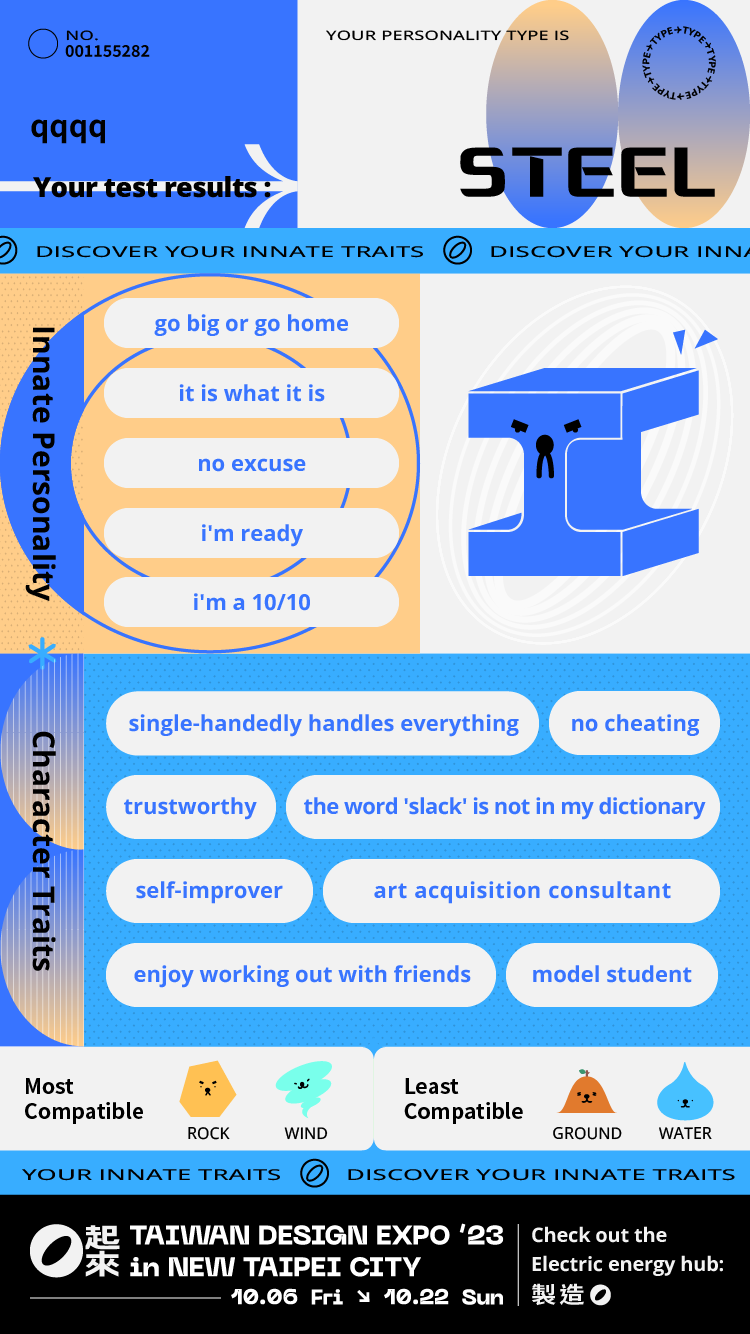 NO.
001155282
YOUR PERSONALITY TYPE IS
TYPE→TYPE→TYPE→TYPE→TYPE→TYPE→TYPE→
qqqq
Your test results :
STEEL
DISCOVER YOUR INNATE TRAITS DISCOVER YOUR INNA
Innate Personality
go big or go home
it is what it is
no excuse
i'm ready
i'm a 10/10
Character Traits
single-handedly handles everything
no cheating
trustworthy
the word 'slack' is not in my dictionary
self-improver
art acquisition consultant
enjoy working out with friends
model student
Most
Compatible
ROCK
WIND
Least
Compatible
GROUND
WATER
YOUR INNATE TRAITS DISCOVER YOUR INNATE TRAITS
起來
TAIWAN DESIGN EXPO '23
in NEW TAIPEI CITY
10.06 Fri ↘ 10.22 Sun
Check out the
Electric energy hub:
製造